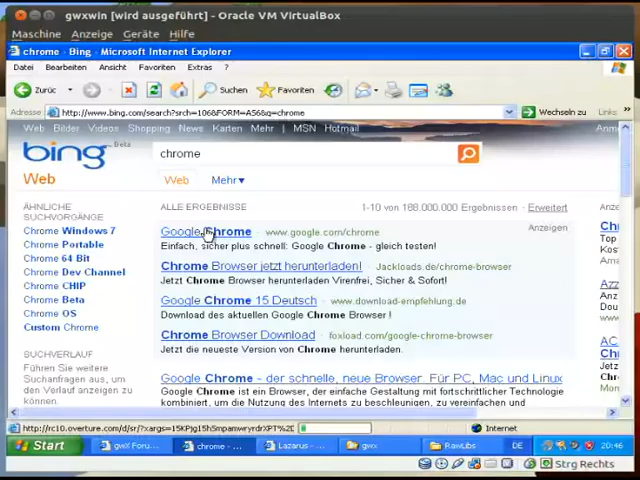 gwxwin [wird ausgeführt] - Oracle VM VirtualBox
Maschine Anzeige Geräte Hilfe
chrome - Bing - Microsoft Internet Explorer
Datei Bearbeiten Ansicht Favoriten Extras ?
Zurück Suchen Favoriten
Adresse http://www.bing.com/search?srch=106&FORM=AS6&q=chrome Wechseln zu Links
Web Bilder Videos Shopping News Karten Mehr MSN Hotmail Anme
bing Beta
chrome
Web
Web Mehr
ÄHNLICHE SUCHVORGÄNGE
Chrome Windows 7
Chrome Portable
Chrome 64 Bit
Chrome Dev Channel
Chrome CHIP
Chrome Beta
Chrome OS
Custom Chrome
SUCHVERLAUF
Führen Sie weitere
Suchanfragen aus, um
den Verlauf anzeigen zu
können.
ALLE ERGEBNISSE 1-10 von 188.000.000 Ergebnissen · Erweitert
Google Chrome www.google.com/chrome Anzeigen
Einfach, sicher plus schnell: Google Chrome - gleich testen!
Chrome Browser jetzt herunterladen! Jackloads.de/chrome-browser
Jetzt Chrome Browser herunterladen Virenfrei, Sicher & Sofort!
Google Chrome 15 Deutsch www.download-empfehlung.de
Download des aktuellen Google Chrome Browser !
Chrome Browser Download foxload.com/google-chrome-browser
Jetzt die neueste Version von Chrome herunterladen.
Google Chrome - der schnelle, neue Browser. Für PC, Mac und Linux
Google Chrome ist ein Browser, der einfache Gestaltung mit fortschrittlicher Technologie
kombiniert, um die Nutzung des Internets zu beschleunigen, zu vereinfachen und
Internet
Start gwX Foru... chrome - ... Lazarus - ... gwx RawLibs DE 20:46
Strg Rechts